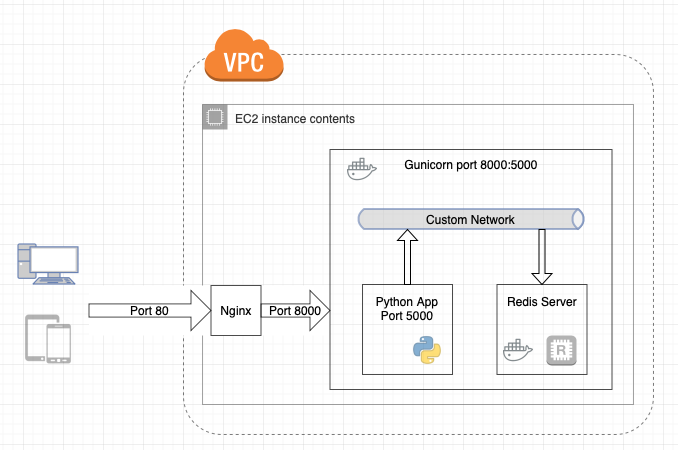 VPC
EC2 instance contents
Gunicorn port 8000:5000
Custom Network
Port 80
Nginx
Port 8000
Python App
Port 5000
Redis Server
R